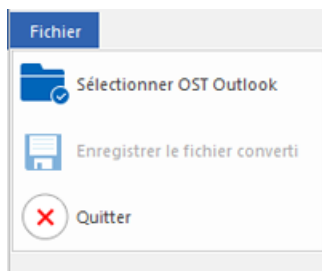 Fichier
Sélectionner OST Outlook
Enregistrer le fichier converti
Quitter